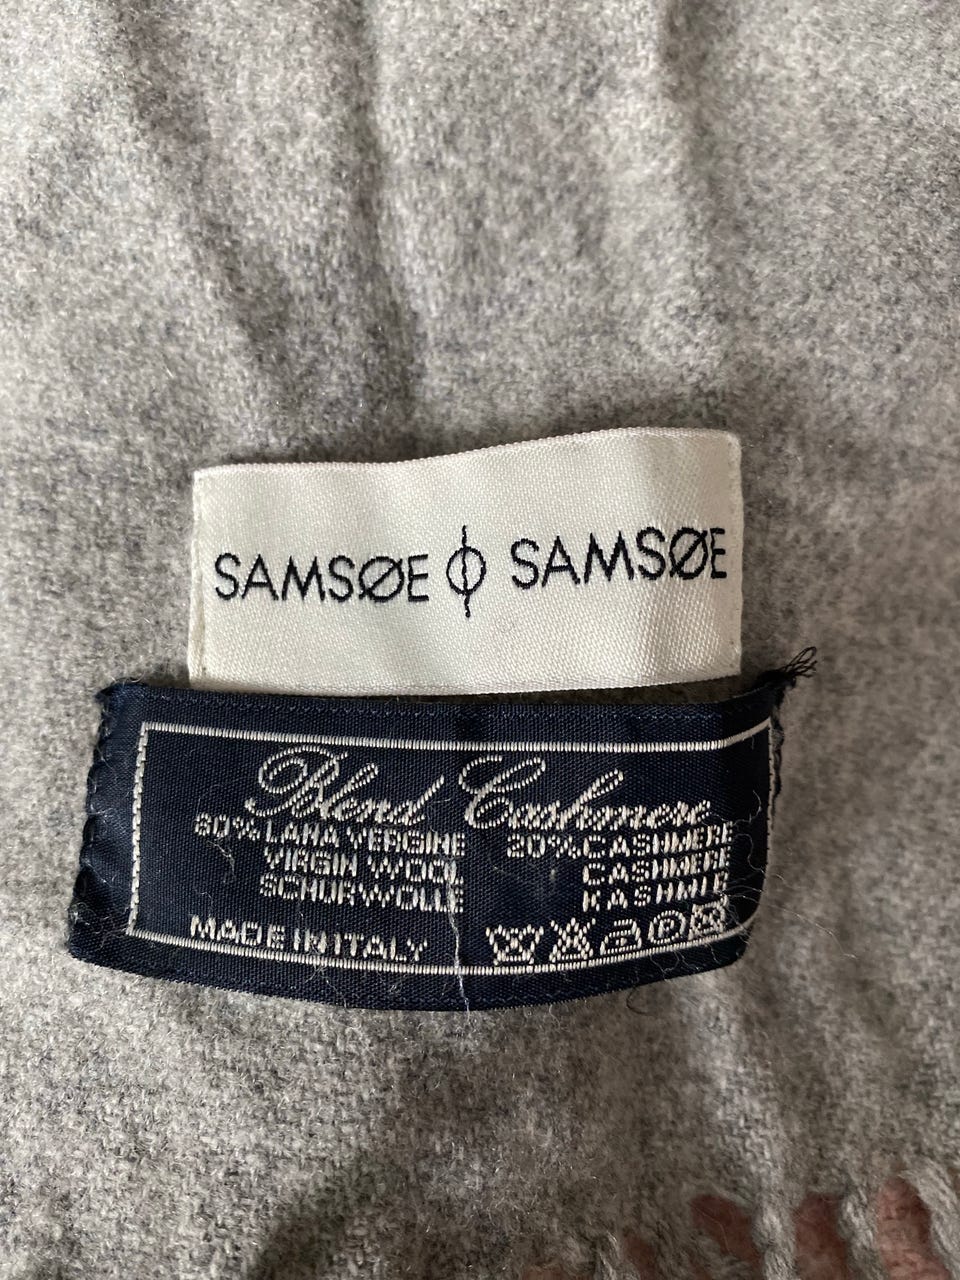 SAMSØE ϕ SAMSØE
Blend Cashmere
80% LANA VERGINE 20% CASHMERE
VIRGIN WOOL CASHMERE
SCHURWOLLE KASHMIR
MADE IN ITALY